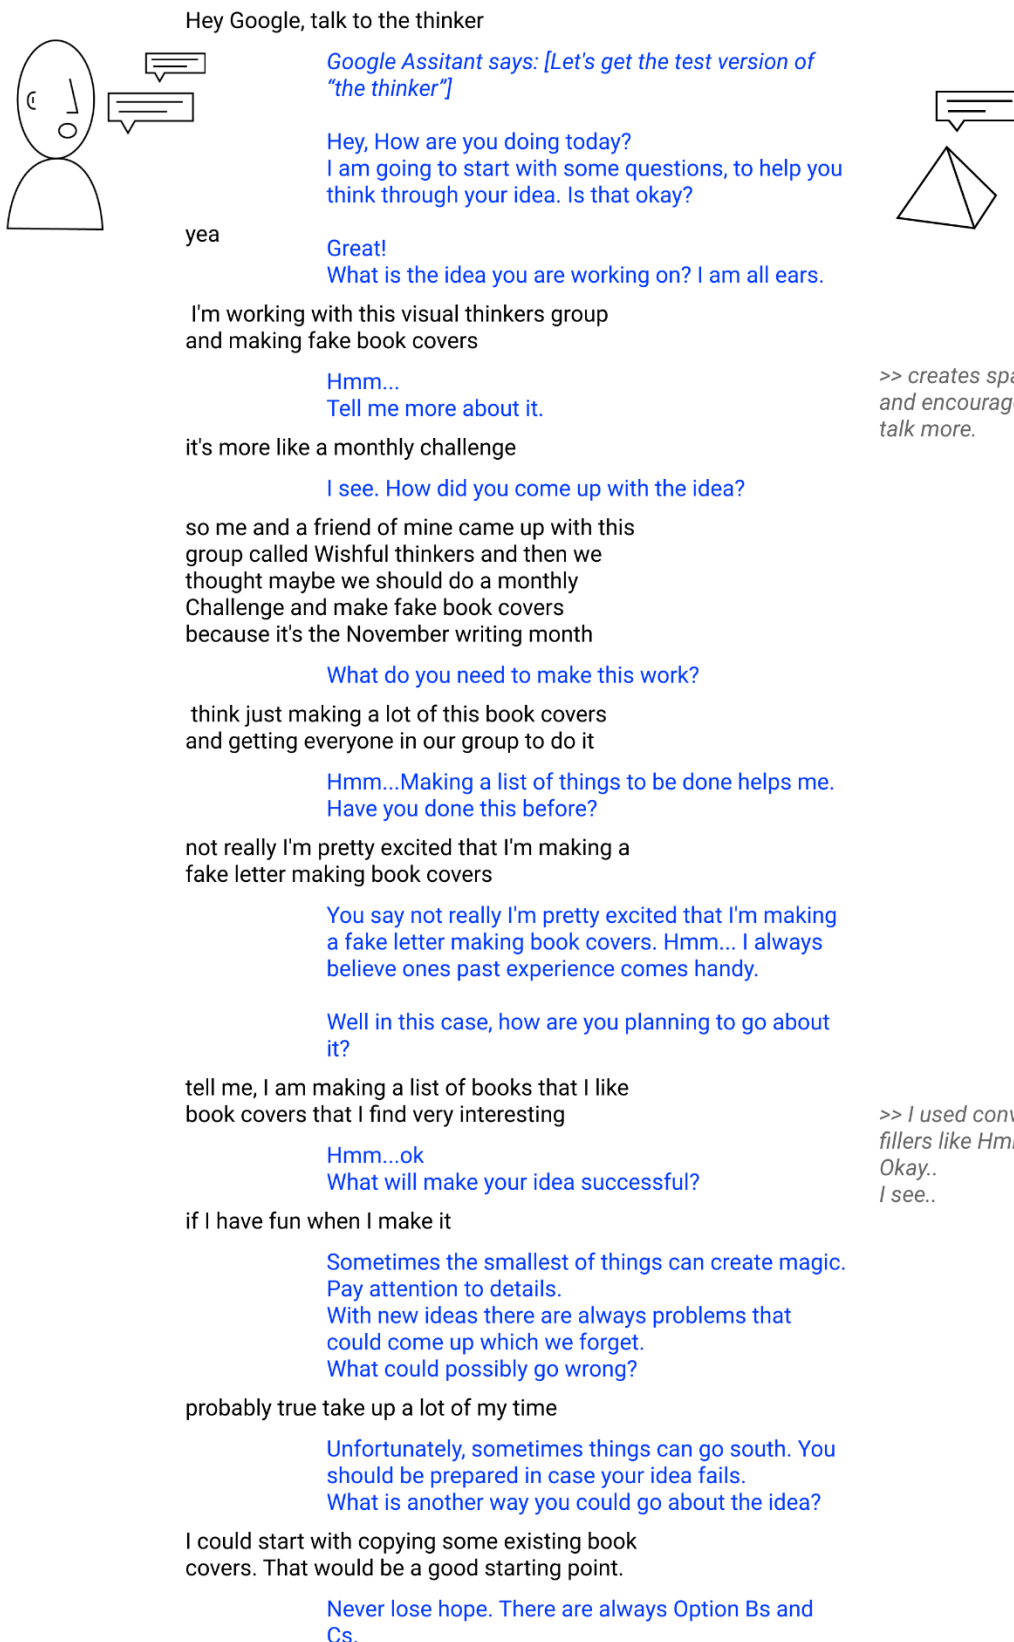 Hey Google, talk to the thinker
Google Assitant says: [Let's get the test version of
“the thinker”]
Hey, How are you doing today?
I am going to start with some questions, to help you
think through your idea. Is that okay?
yea
Great!
What is the idea you are working on? I am all ears.
I'm working with this visual thinkers group
and making fake book covers
Hmm...
Tell me more about it.
>> creates
and
talk more.
it's more like a monthly challenge
I see. How did you come up with the idea?
so me and a friend of mine came up with this
group called Wishful thinkers and then we
thought maybe we should do a monthly
Challenge and make fake book covers
because it's the November writing month
What do you need to make this work?
think just making a lot of this book covers
and getting everyone in our group to do it
Hmm...Making a list of things to be done helps me.
Have you done this before?
not really I'm pretty excited that I'm making a
fake letter making book covers
You say not really I'm pretty excited that I'm making
a fake letter making book covers. Hmm... I always
believe ones past experience comes handy.
Well in this case, how are you planning to go about
it?
tell me, I am making a list of books that I like
book covers that I find very interesting
>> I used
fillers like
Okay..
I see..
Hmm...ok
What will make your idea successful?
if I have fun when I make it
Sometimes the smallest of things can create magic.
Pay attention to details.
With new ideas there are always problems that
could come up which we forget.
What could possibly go wrong?
probably true take up a lot of my time
Unfortunately, sometimes things can go south. You
should be prepared in case your idea fails.
What is another way you could go about the idea?
I could start with copying some existing book
covers. That would be a good starting point.
Never lose hope. There are always Option Bs and
Cs.